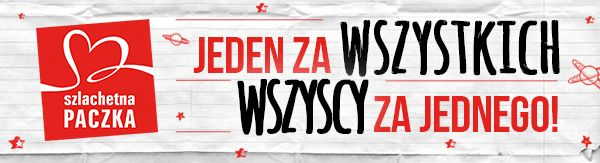 szlachetna
PACZKA
JEDEN ZA WSZYSTKICH
WSZYSCY ZA JEDNEGO!